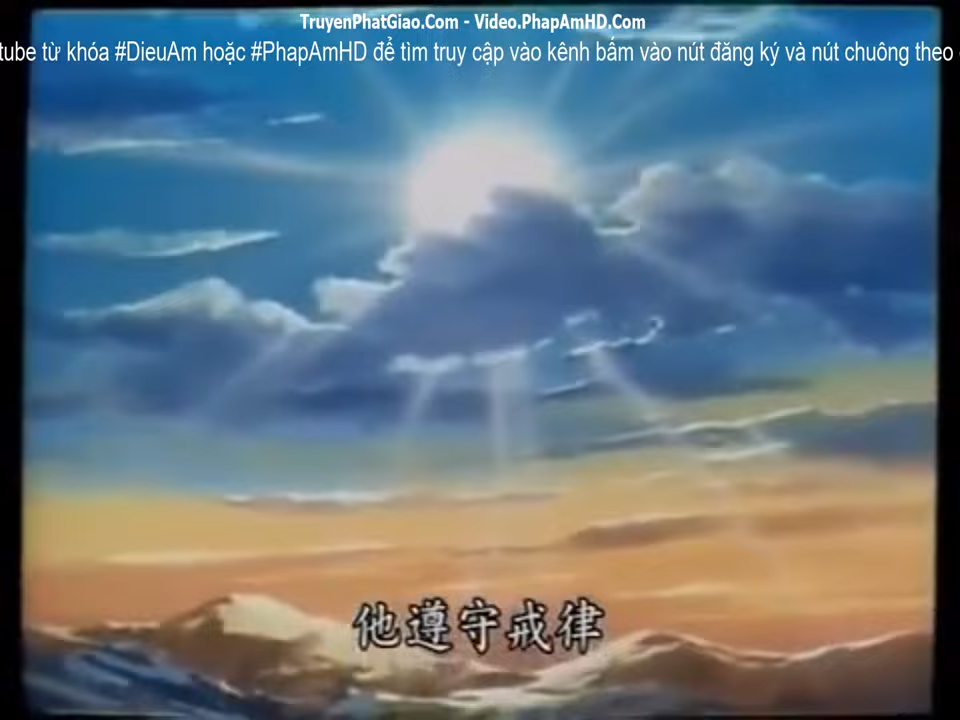 TruyenPhatGiao.Com - Video.PhapAmHD.Com
tube từ khóa #DieuAm hoặc #PhapAmHD để tìm truy cập vào kênh bấm vào nút đăng ký và nút chuông theo
他遵守戒律